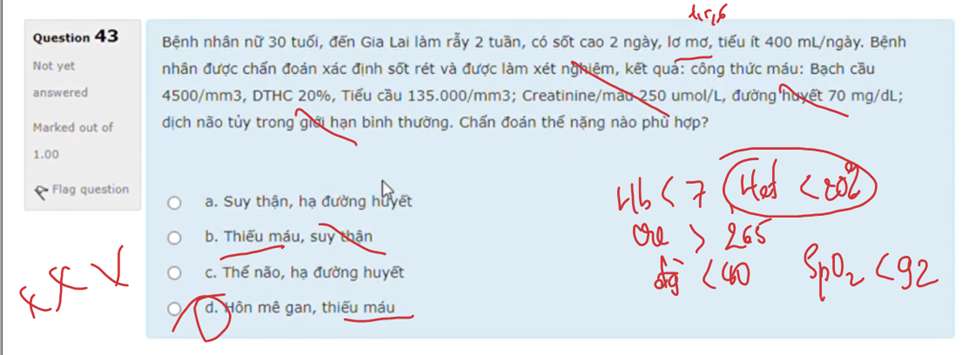 Question 43
Not yet
answered
Marked out of
1.00
Flag question
Bệnh nhân nữ 30 tuổi, đến Gia Lai làm rẫy 2 tuần, có sốt cao 2 ngày, lơ mơ, tiểu ít 400 mL/ngày. Bệnh
nhân được chẩn đoán xác định sốt rét và được làm xét nghiệm, kết quả: công thức máu: Bạch cầu
4500/mm3, DTHC 20%, Tiểu cầu 135.000/mm3; Creatinine/máu 250 umol/L, đường huyết 70 mg/dL;
dịch não tủy trong giới hạn bình thường. Chẩn đoán thể nặng nào phù hợp?
a. Suy thận, hạ đường huyết
b. Thiếu máu, suy thận
c. Thể não, hạ đường huyết
d. Hôn mê gan, thiếu máu
Hb < 7 Hct < 20%
Cre > 265
đg < 40 SpO2 < 92